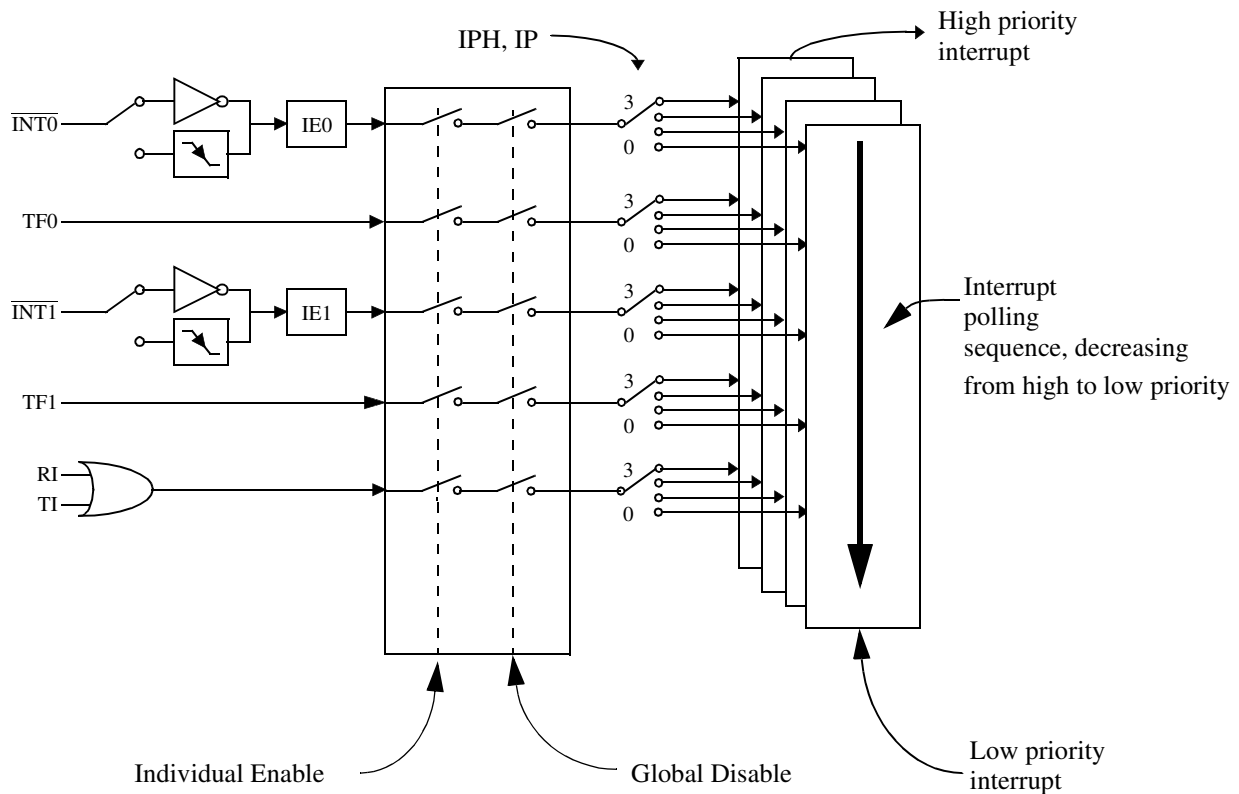 IPH, IP
High priority
interrupt
INT0
IE0
3
0
TF0
3
0
INT1
IE1
3
0
Interrupt
polling
sequence, decreasing
from high to low priority
TF1
3
0
RI
TI
3
0
Individual Enable
Global Disable
Low priority
interrupt